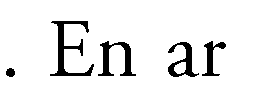 . En ar